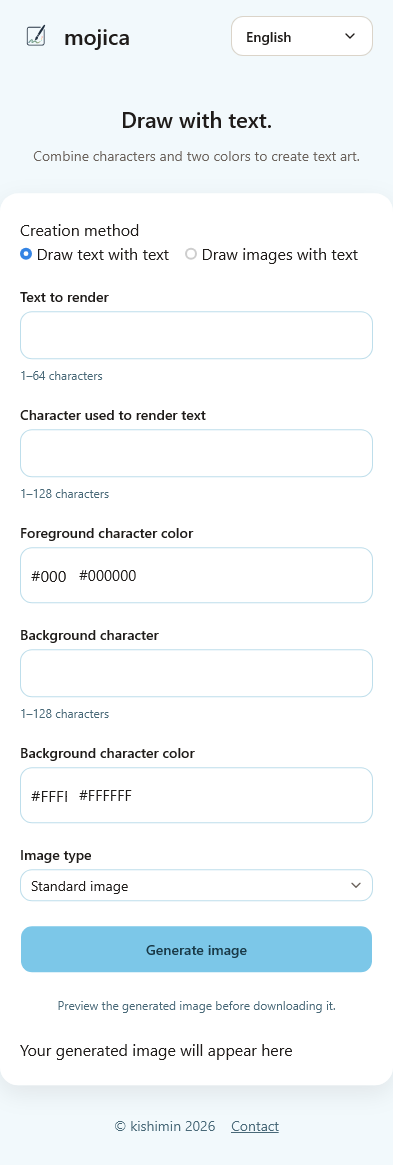 mojica
English
Draw with text.
Combine characters and two colors to create text art.
Creation method
Draw text with text
Draw images with text
Text to render
1–64 characters
Character used to render text
1–128 characters
Foreground character color
#000 #000000
Background character
1–128 characters
Background character color
#FFF #FFFFFF
Image type
Standard image
Generate image
Preview the generated image before downloading it.
Your generated image will appear here
© kishimin 2026 Contact